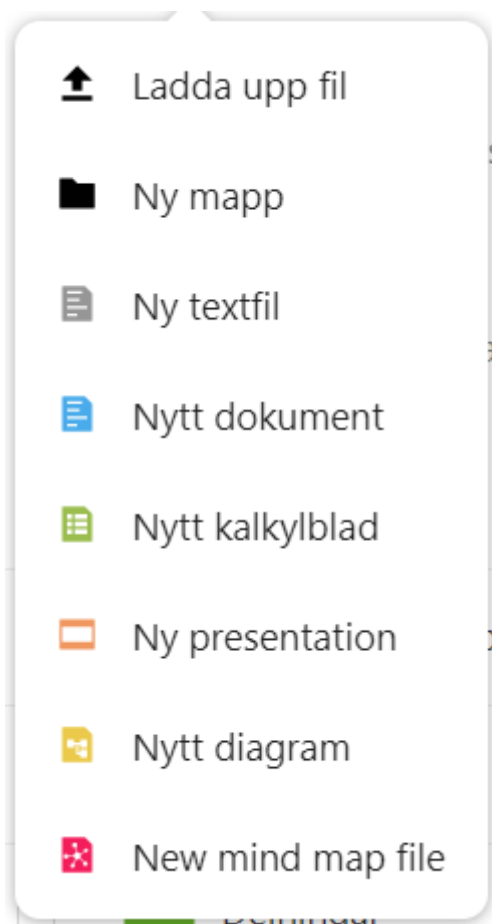 Ladda upp fil
Ny mapp
Ny textfil
Nytt dokument
Nytt kalkylblad
Ny presentation
Nytt diagram
New mind map file